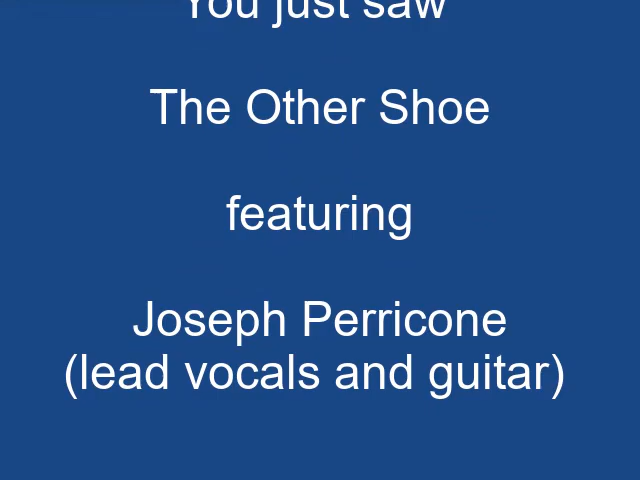 You just saw
The Other Shoe
featuring
Joseph Perricone
(lead vocals and guitar)